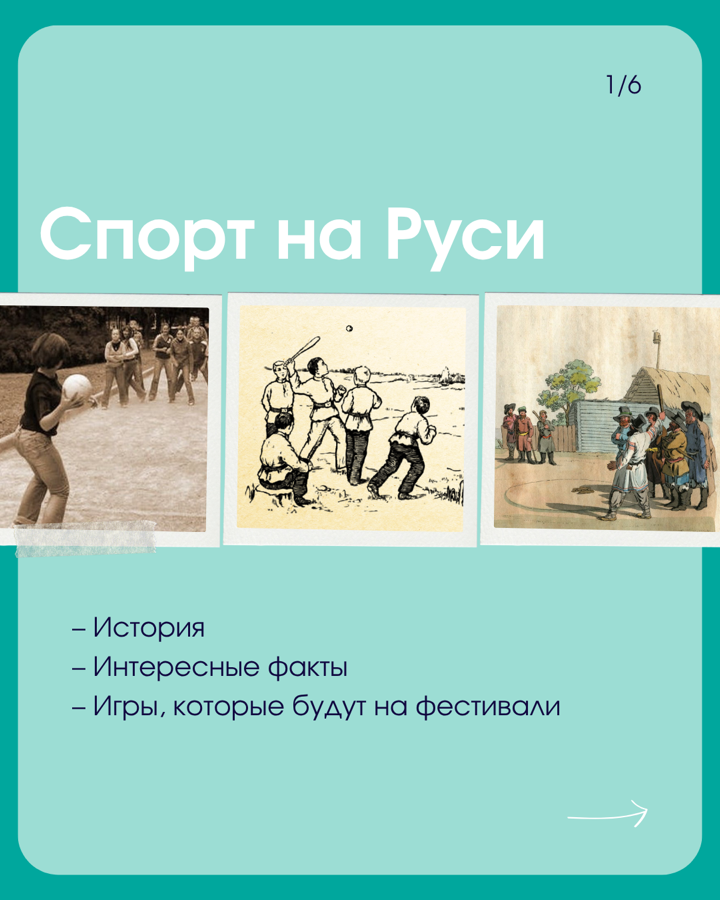 1/6
Спорт на Руси
– История
– Интересные факты
– Игры, которые будут на фестивали